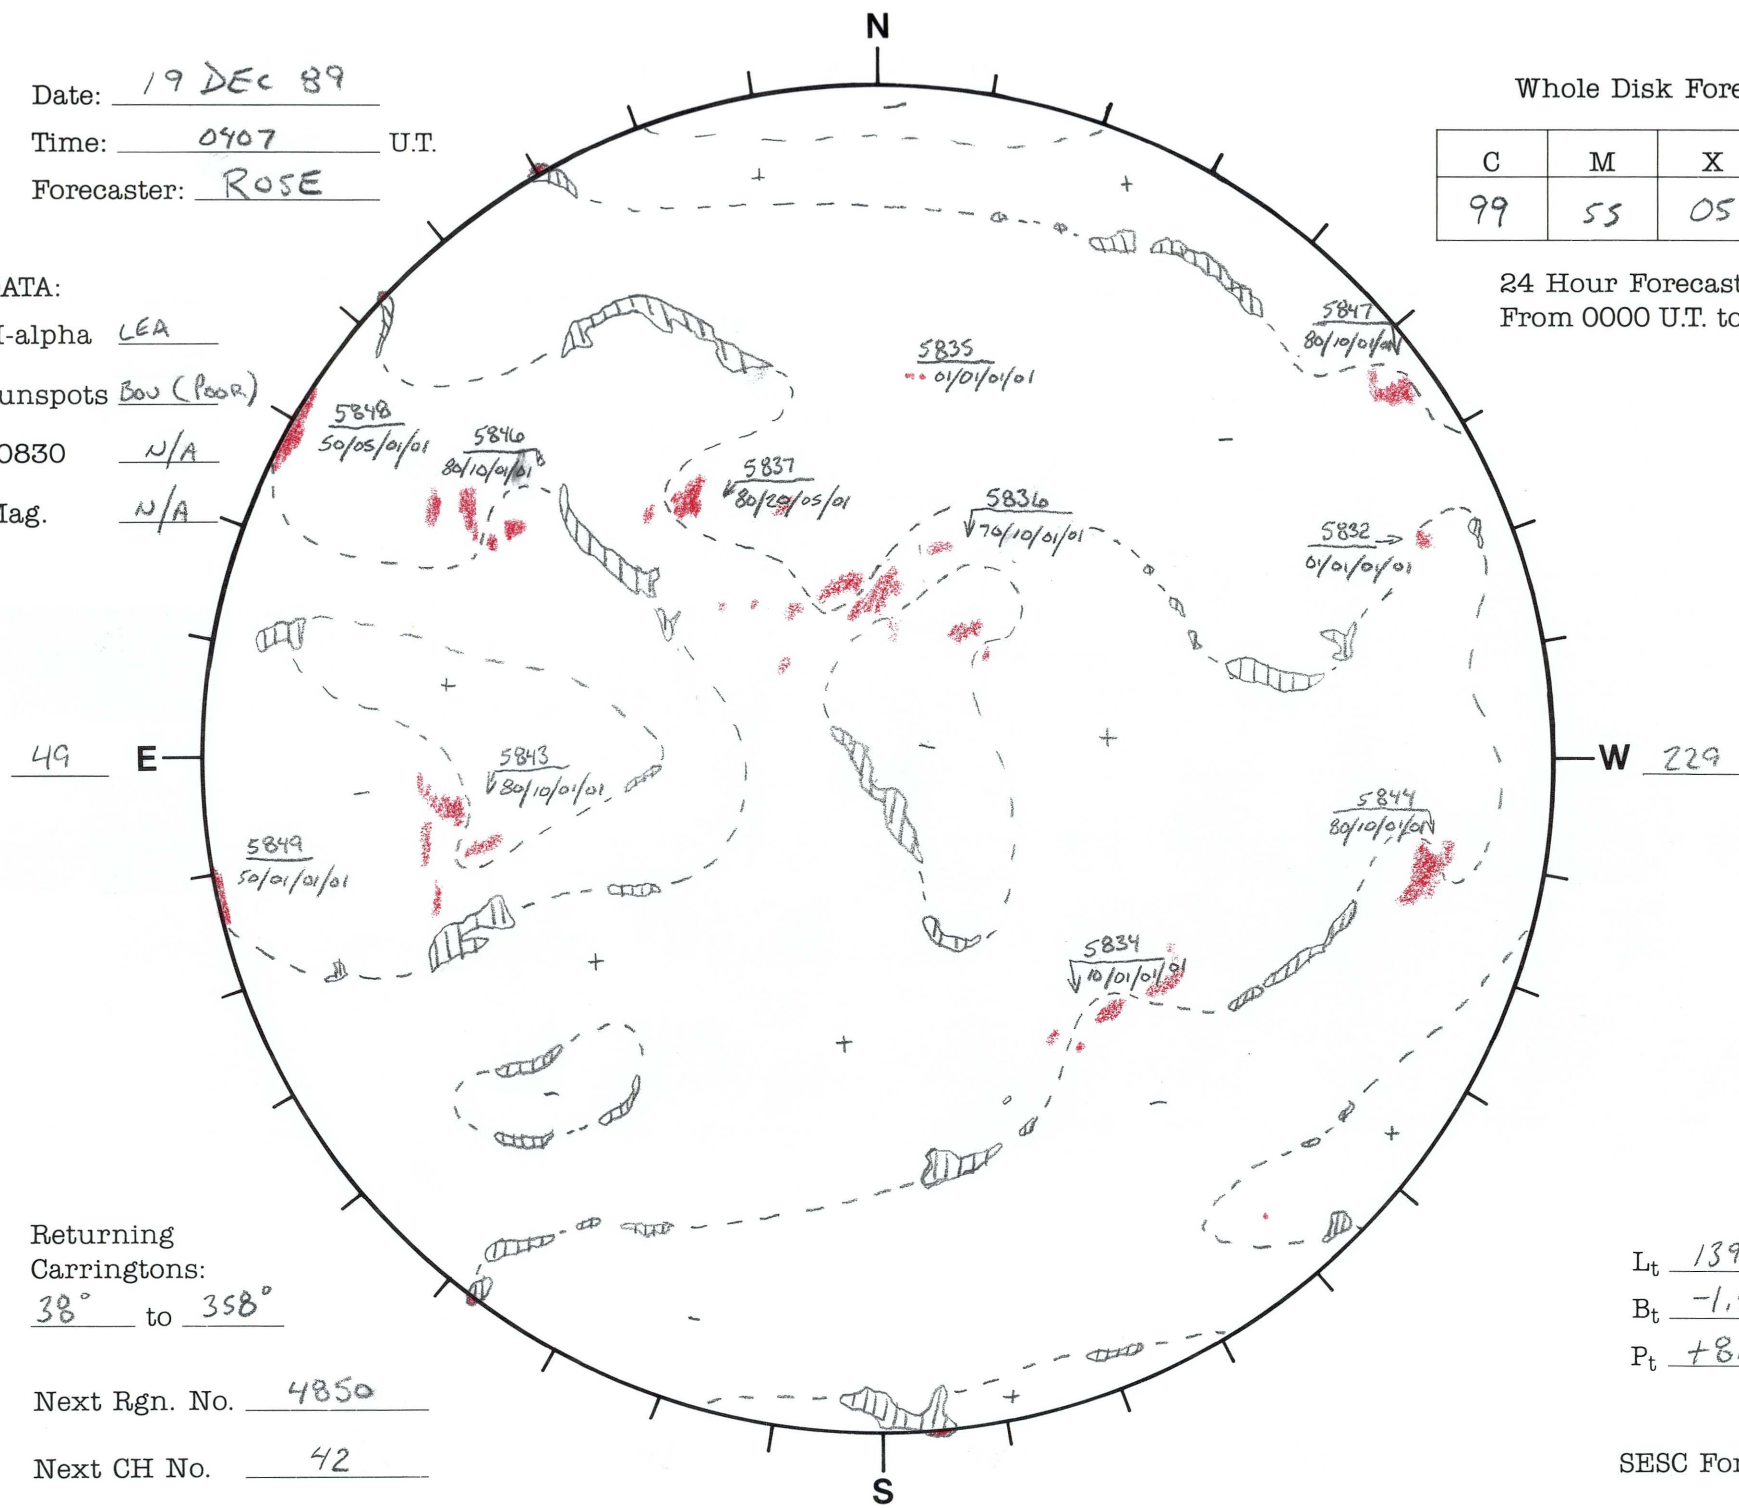 N
Date: 19 DEC 89
Time: 0407 U.T.
Forecaster: ROSE
Whole Disk Fore
C M X
99 55 05
24 Hour Forecast
From 0000 U.T. to
ATA:
I-alpha LEA
unspots BOU (POOR)
0830 N/A
Mag. N/A
5847
80/10/01/01
5835
01/01/01/01
5848
50/05/01/01
5846
80/10/01/01
5837
80/20/05/01
5836
70/10/01/01
5832
01/01/01/01
49 E
W 229
5843
80/10/01/01
5844
80/10/01/01
5849
50/01/01/01
5834
10/01/01/01
Returning
Carringtons:
38° to 358°
Next Rgn. No. 4850
Next CH No. 42
Lt 139
Bt -1.
Pt +8.
SESC For
S